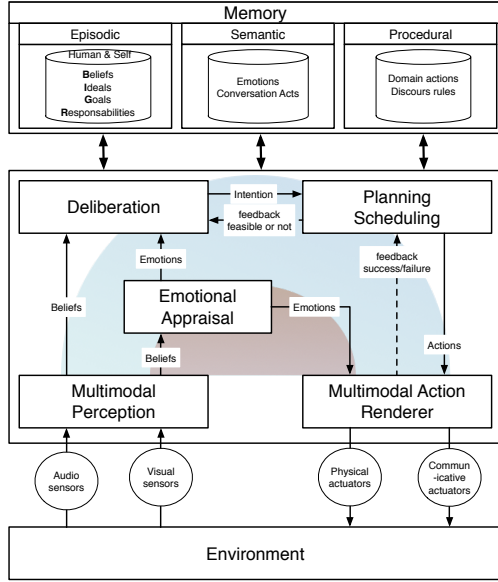 Memory
Episodic
Semantic
Procedural
Human & Self
Beliefs
Ideals
Goals
Responsabilities
Emotions
Conversation Acts
Domain actions
Discours rules
Deliberation
Intention
feedback
feasible or not
Planning
Scheduling
Emotions
feedback
success/failure
Emotional
Appraisal
Emotions
Beliefs
Beliefs
Actions
Multimodal
Perception
Multimodal Action
Renderer
Audio
sensors
Visual
sensors
Physical
actuators
Commun
-icative
actuators
Environment